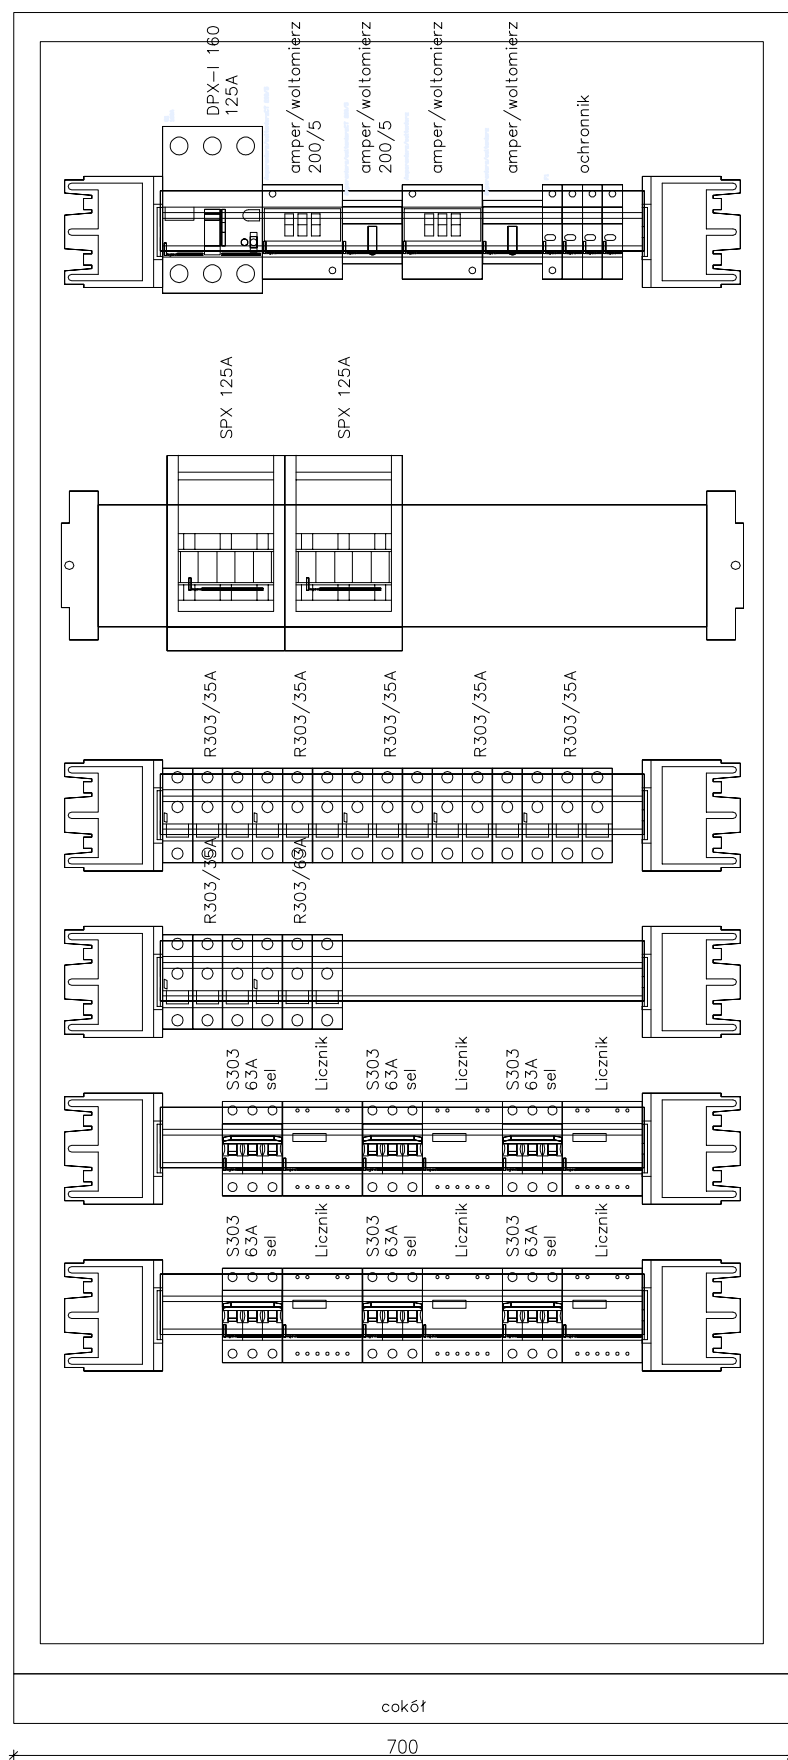 DPX-I 160
125A
amper/woltomierz
200/5
amper/woltomierz
200/5
amper/woltomierz
amper/woltomierz
ochronnik
SPX 125A
SPX 125A
R303/35A
R303/35A
R303/35A
R303/35A
R303/35A
R303/35A
R303/63A
S303
63A
sel
Licznik
S303
63A
sel
Licznik
S303
63A
sel
Licznik
S303
63A
sel
Licznik
S303
63A
sel
Licznik
S303
63A
sel
Licznik
cokół
700